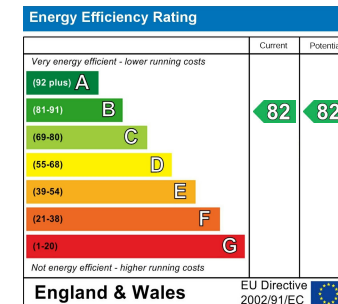 Energy Efficiency Rating
Current Potentia
Very energy efficient - lower running costs
(92 plus) A
(81-91) B 82 82
(69-80) C
(55-68) D
(39-54) E
(21-38) F
(1-20) G
Not energy efficient - higher running costs
England & Wales EU Directive
2002/91/EC